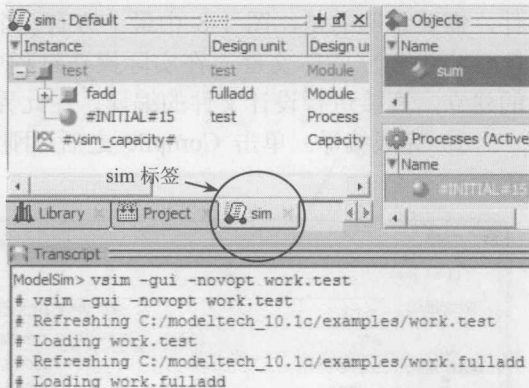 sim - Default
Instance Design unit Design u
test test Module
fadd fulladd Module
#INITIAL#15 test Process
#vsim_capacity# Capacity
sim 标签
Library Project sim
Objects
Name
sum
Processes (Active
Name
#INITIAL#15
Transcript
ModelSim> vsim -gui -novopt work.test
# vsim -gui -novopt work.test
# Refreshing C:/modeltech_10.1c/examples/work.test
# Loading work.test
# Refreshing C:/modeltech_10.1c/examples/work.fulladd
# Loading work.fulladd